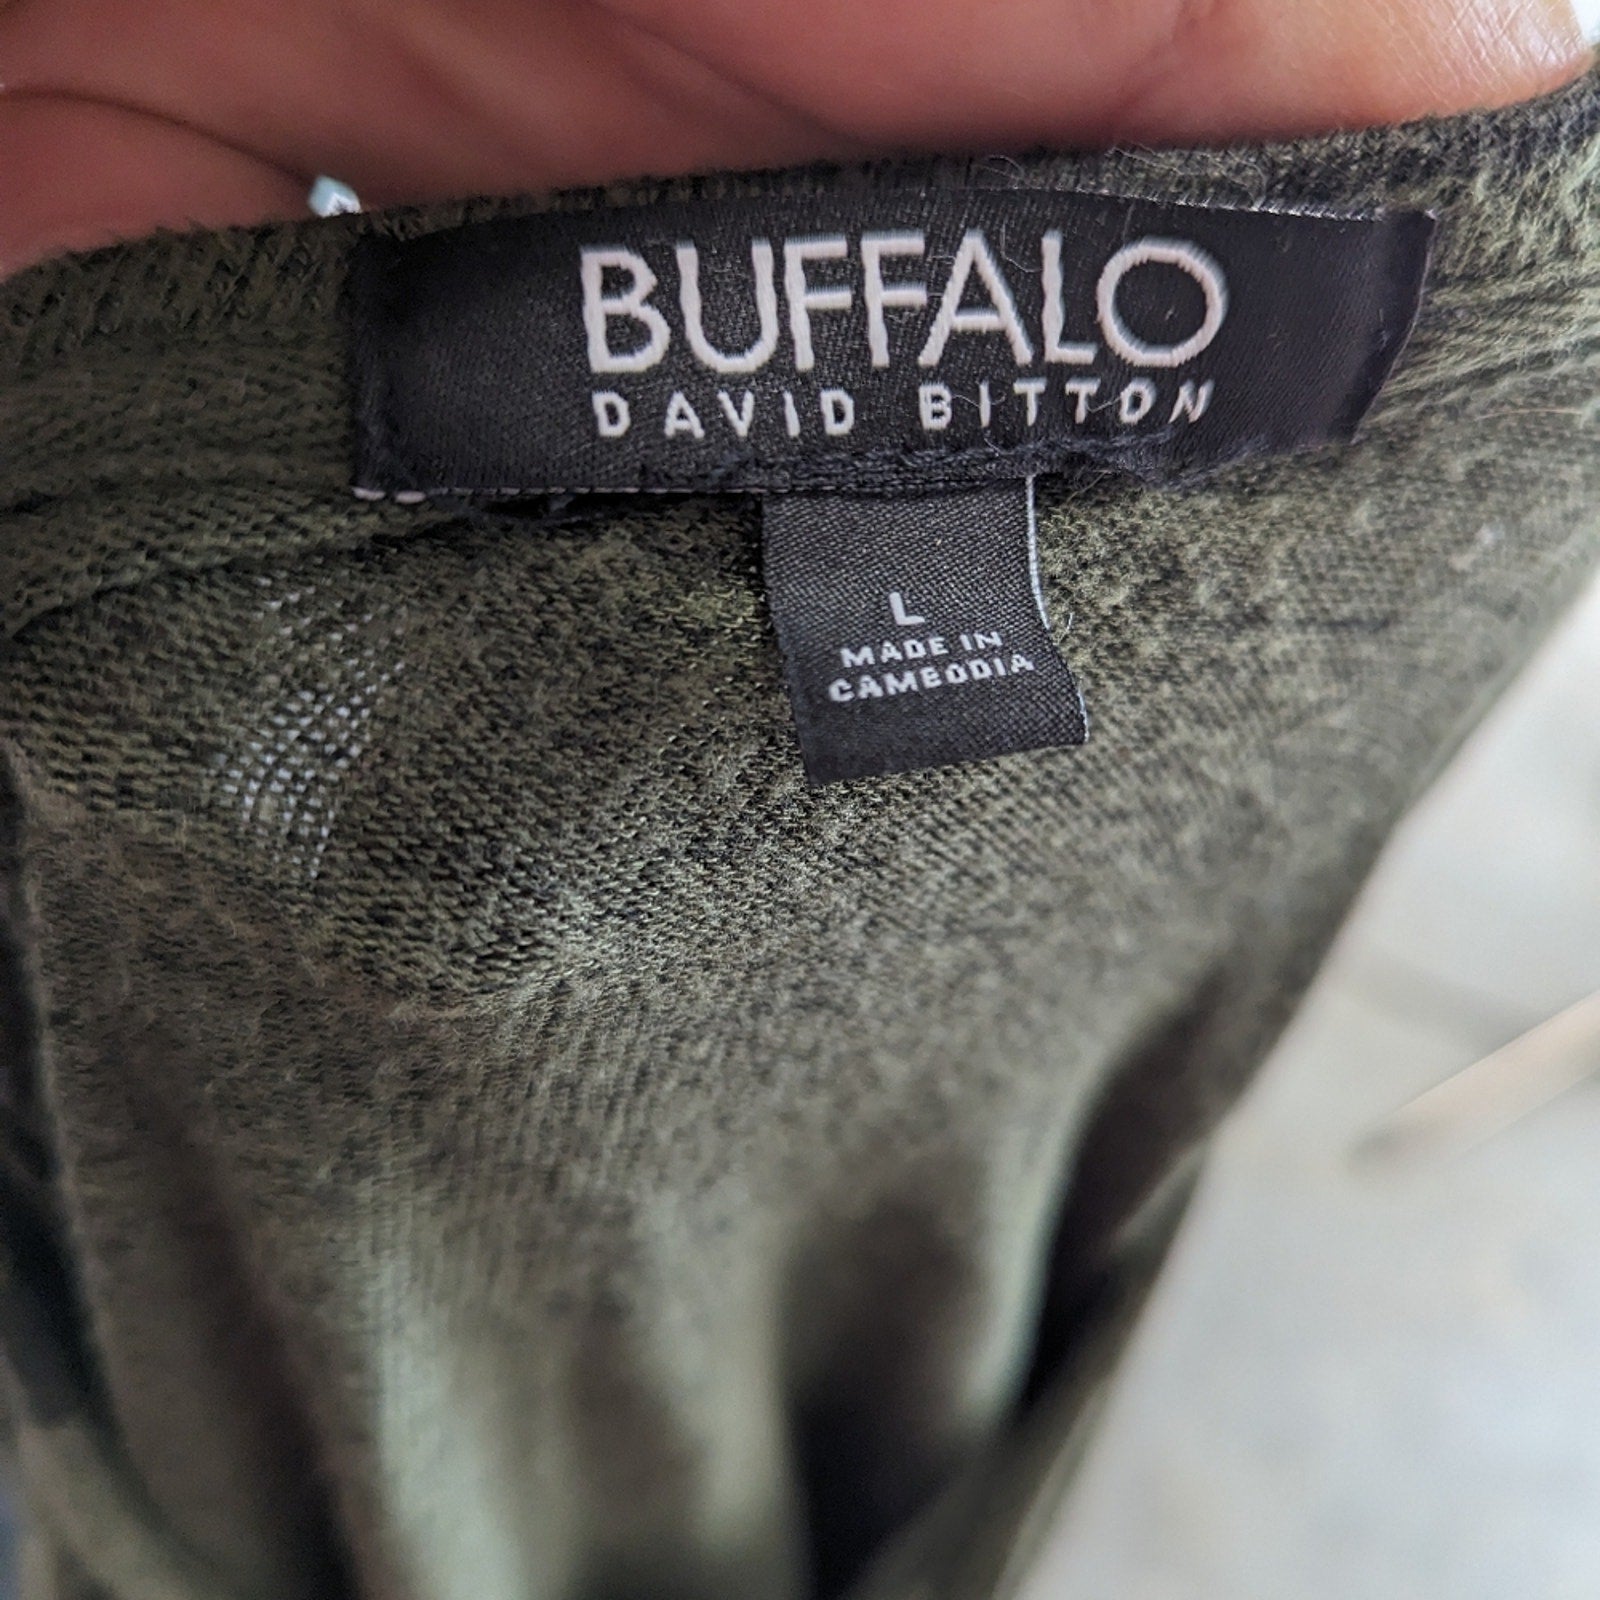 BUFFALO
DAVID BITTON
L
MADE IN
CAMBODIA